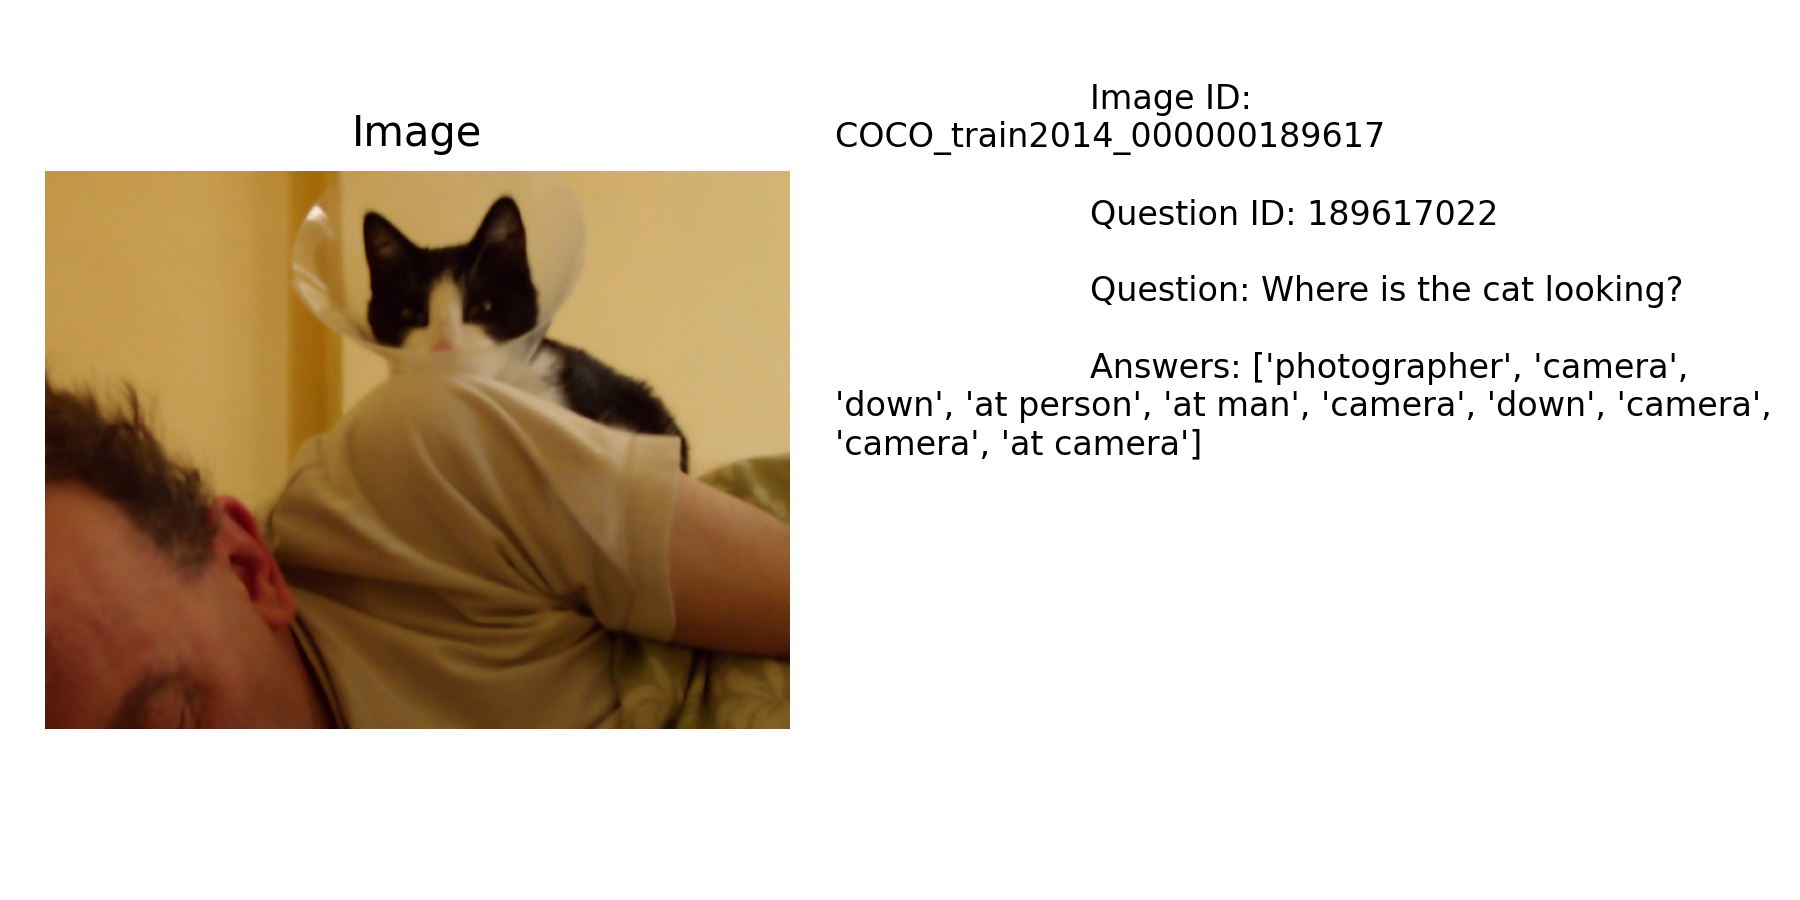 Image
Image ID:
COCO_train2014_000000189617
Question ID: 189617022
Question: Where is the cat looking?
Answers: ['photographer', 'camera',
'down', 'at person', 'at man', 'camera', 'down', 'camera',
'camera', 'at camera']